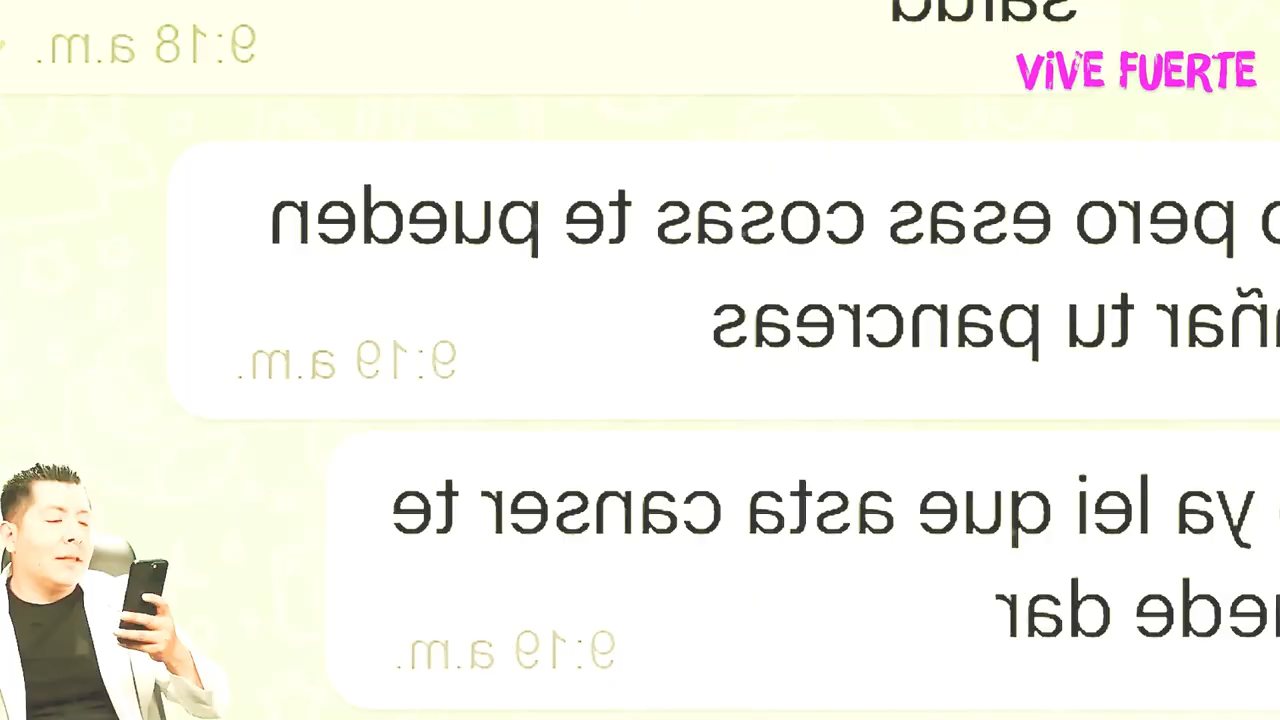 salud
9:18 a.m.
VIVE FUERTE
pero esas cosas te pueden
ñar tu pancreas
9:19 a.m.
ya lei que asta canser te
ede dar
9:19 a.m.